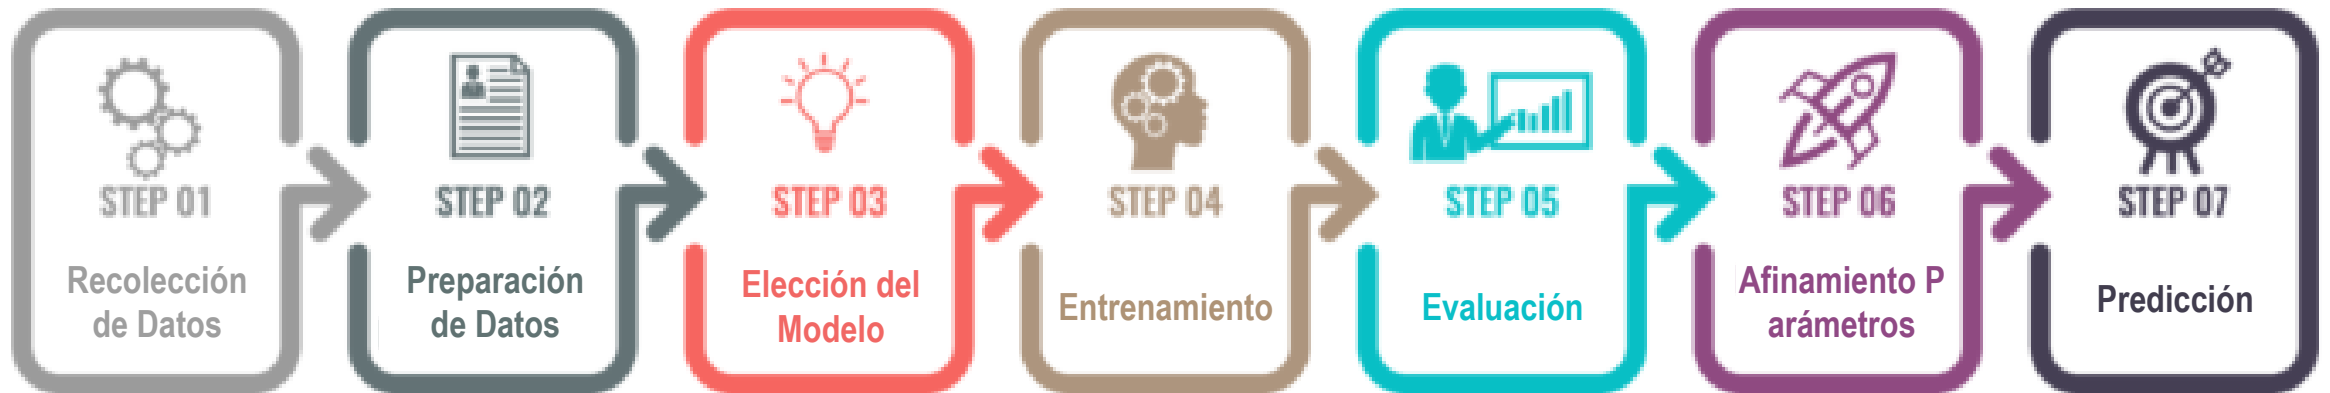 STEP 01
Recolección
de Datos
STEP 02
Preparación
de Datos
STEP 03
Elección del
Modelo
STEP 04
Entrenamiento
STEP 05
Evaluación
STEP 06
Afinamiento P
arámetros
STEP 07
Predicción